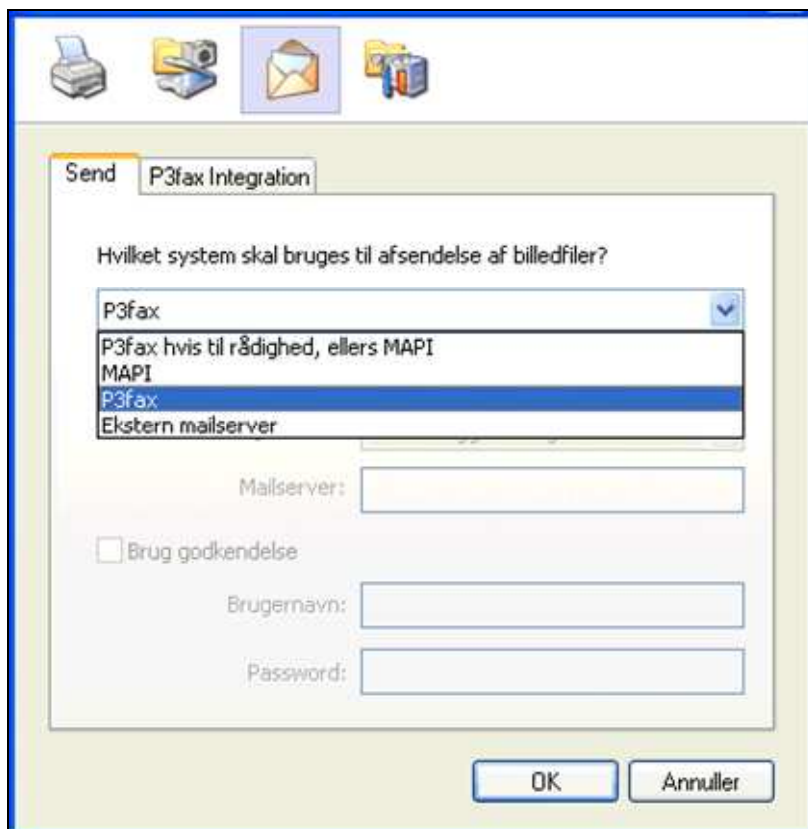 Send
P3fax Integration
Hvilket system skal bruges til afsendelse af billedfiler?
P3fax
P3fax hvis til rådighed, ellers MAPI
MAPI
P3fax
Ekstern mailserver
Mailserver:
Brug godkendelse
Brugernavn:
Password:
OK
Annuller